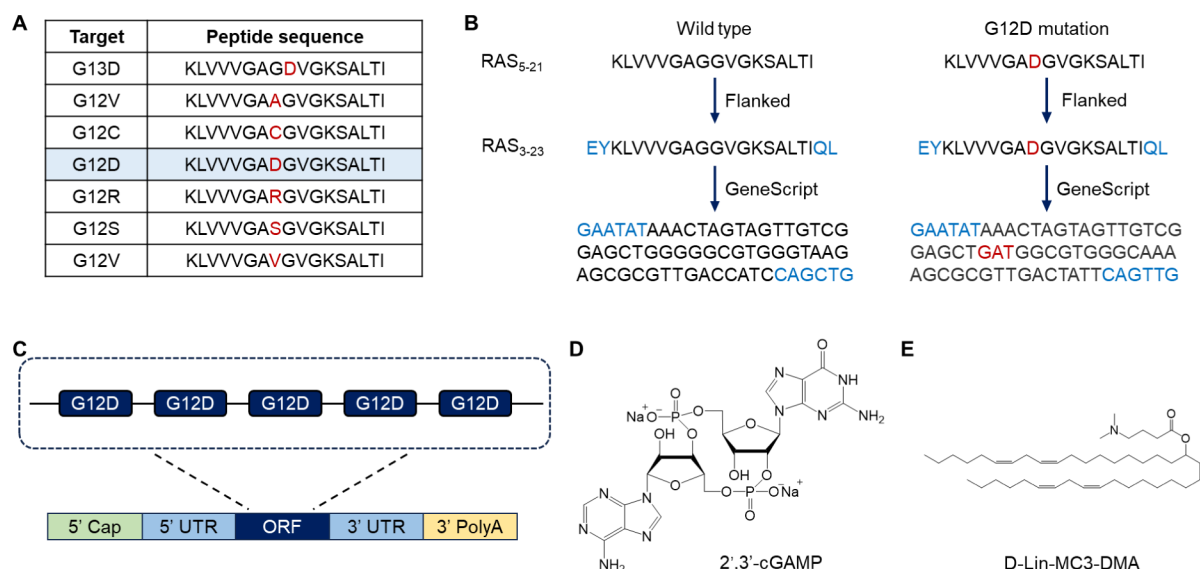 A
Target Peptide sequence
G13D KLVVVGAGDVGKSALTI
G12V KLVVVGAAGVGKSALTI
G12C KLVVVGACGVGKSALTI
G12D KLVVVGADGVGKSALTI
G12R KLVVVGARGVGKSALTI
G12S KLVVVGASGVGKSALTI
G12V KLVVVGAVGVGKSALTI
B
Wild type G12D mutation
RAS5-21 KLVVVGAGGVGKSALTI KLVVVGADGVGKSALTI
Flanked Flanked
RAS3-23 EYKLVVVGAGGVGKSALTIQL EYKLVVVGADGVGKSALTIQL
GeneScript GeneScript
GAATATAAACTAGTAGTTGTCG
GAGCTGGGGGCGTGGGTAAG
AGCGCGTTGACCATCCAGCTG
GAATATAAACTAGTAGTTGTCG
GAGCTGATGGCGTGGGCAAA
AGCGCGTTGACTATTCAGTTG
C
G12D G12D G12D G12D G12D
5' Cap 5' UTR ORF 3' UTR 3' PolyA
D
O
N NH
N N NH2
O
Na+ -O P O O
O OH O
O OH O
N O O P O- Na+
N N O
N N
NH2
2',3'-cGAMP
E
N O
O
D-Lin-MC3-DMA